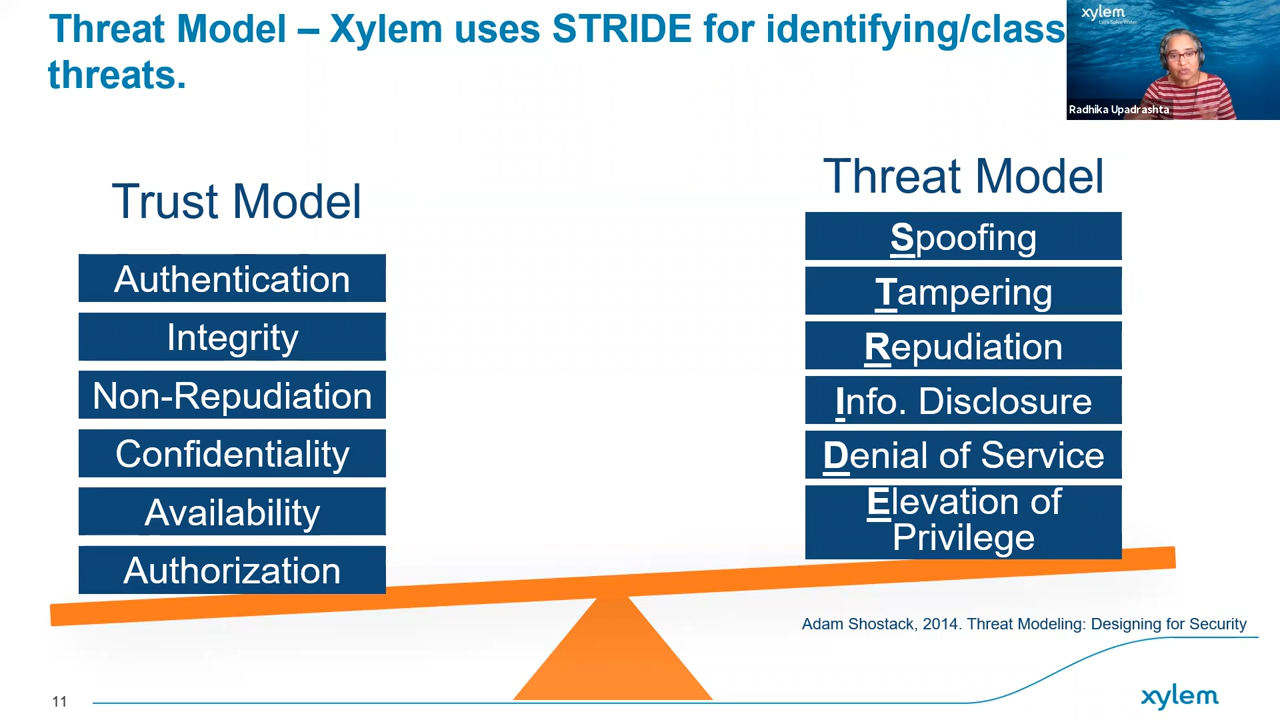 Threat Model – Xylem uses STRIDE for identifying/class
threats.
xylem
Radhika Upadrashta
Trust Model
Authentication
Integrity
Non-Repudiation
Confidentiality
Availability
Authorization
Threat Model
Spoofing
Tampering
Repudiation
Info. Disclosure
Denial of Service
Elevation of
Privilege
Adam Shostack, 2014. Threat Modeling: Designing for Security
11
xylem